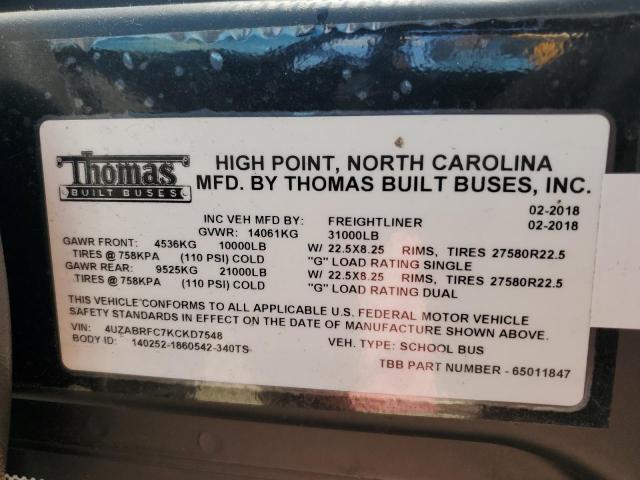 Thomas
BUILT BUSES
HIGH POINT, NORTH CAROLINA
MFD. BY THOMAS BUILT BUSES, INC.
02-2018
INC VEH MFD BY: FREIGHTLINER 02-2018
GVWR: 14061KG 31000LB
GAWR FRONT: 4536KG 10000LB W/ 22.5X8.25 RIMS, TIRES 27580R22.5
TIRES @ 758KPA (110 PSI) COLD "G" LOAD RATING SINGLE
GAWR REAR: 9525KG 21000LB W/ 22.5X8.25 RIMS, TIRES 27580R22.5
TIRES @ 758KPA (110 PSI) COLD "G" LOAD RATING DUAL
THIS VEHICLE CONFORMS TO ALL APPLICABLE U.S. FEDERAL MOTOR VEHICLE
SAFETY STANDARDS IN EFFECT ON THE DATE OF MANUFACTURE SHOWN ABOVE.
VIN: 4UZABRFC7KCKD7548
BODY ID: 140252-1860542-340TS VEH. TYPE: SCHOOL BUS
TBB PART NUMBER - 65011847